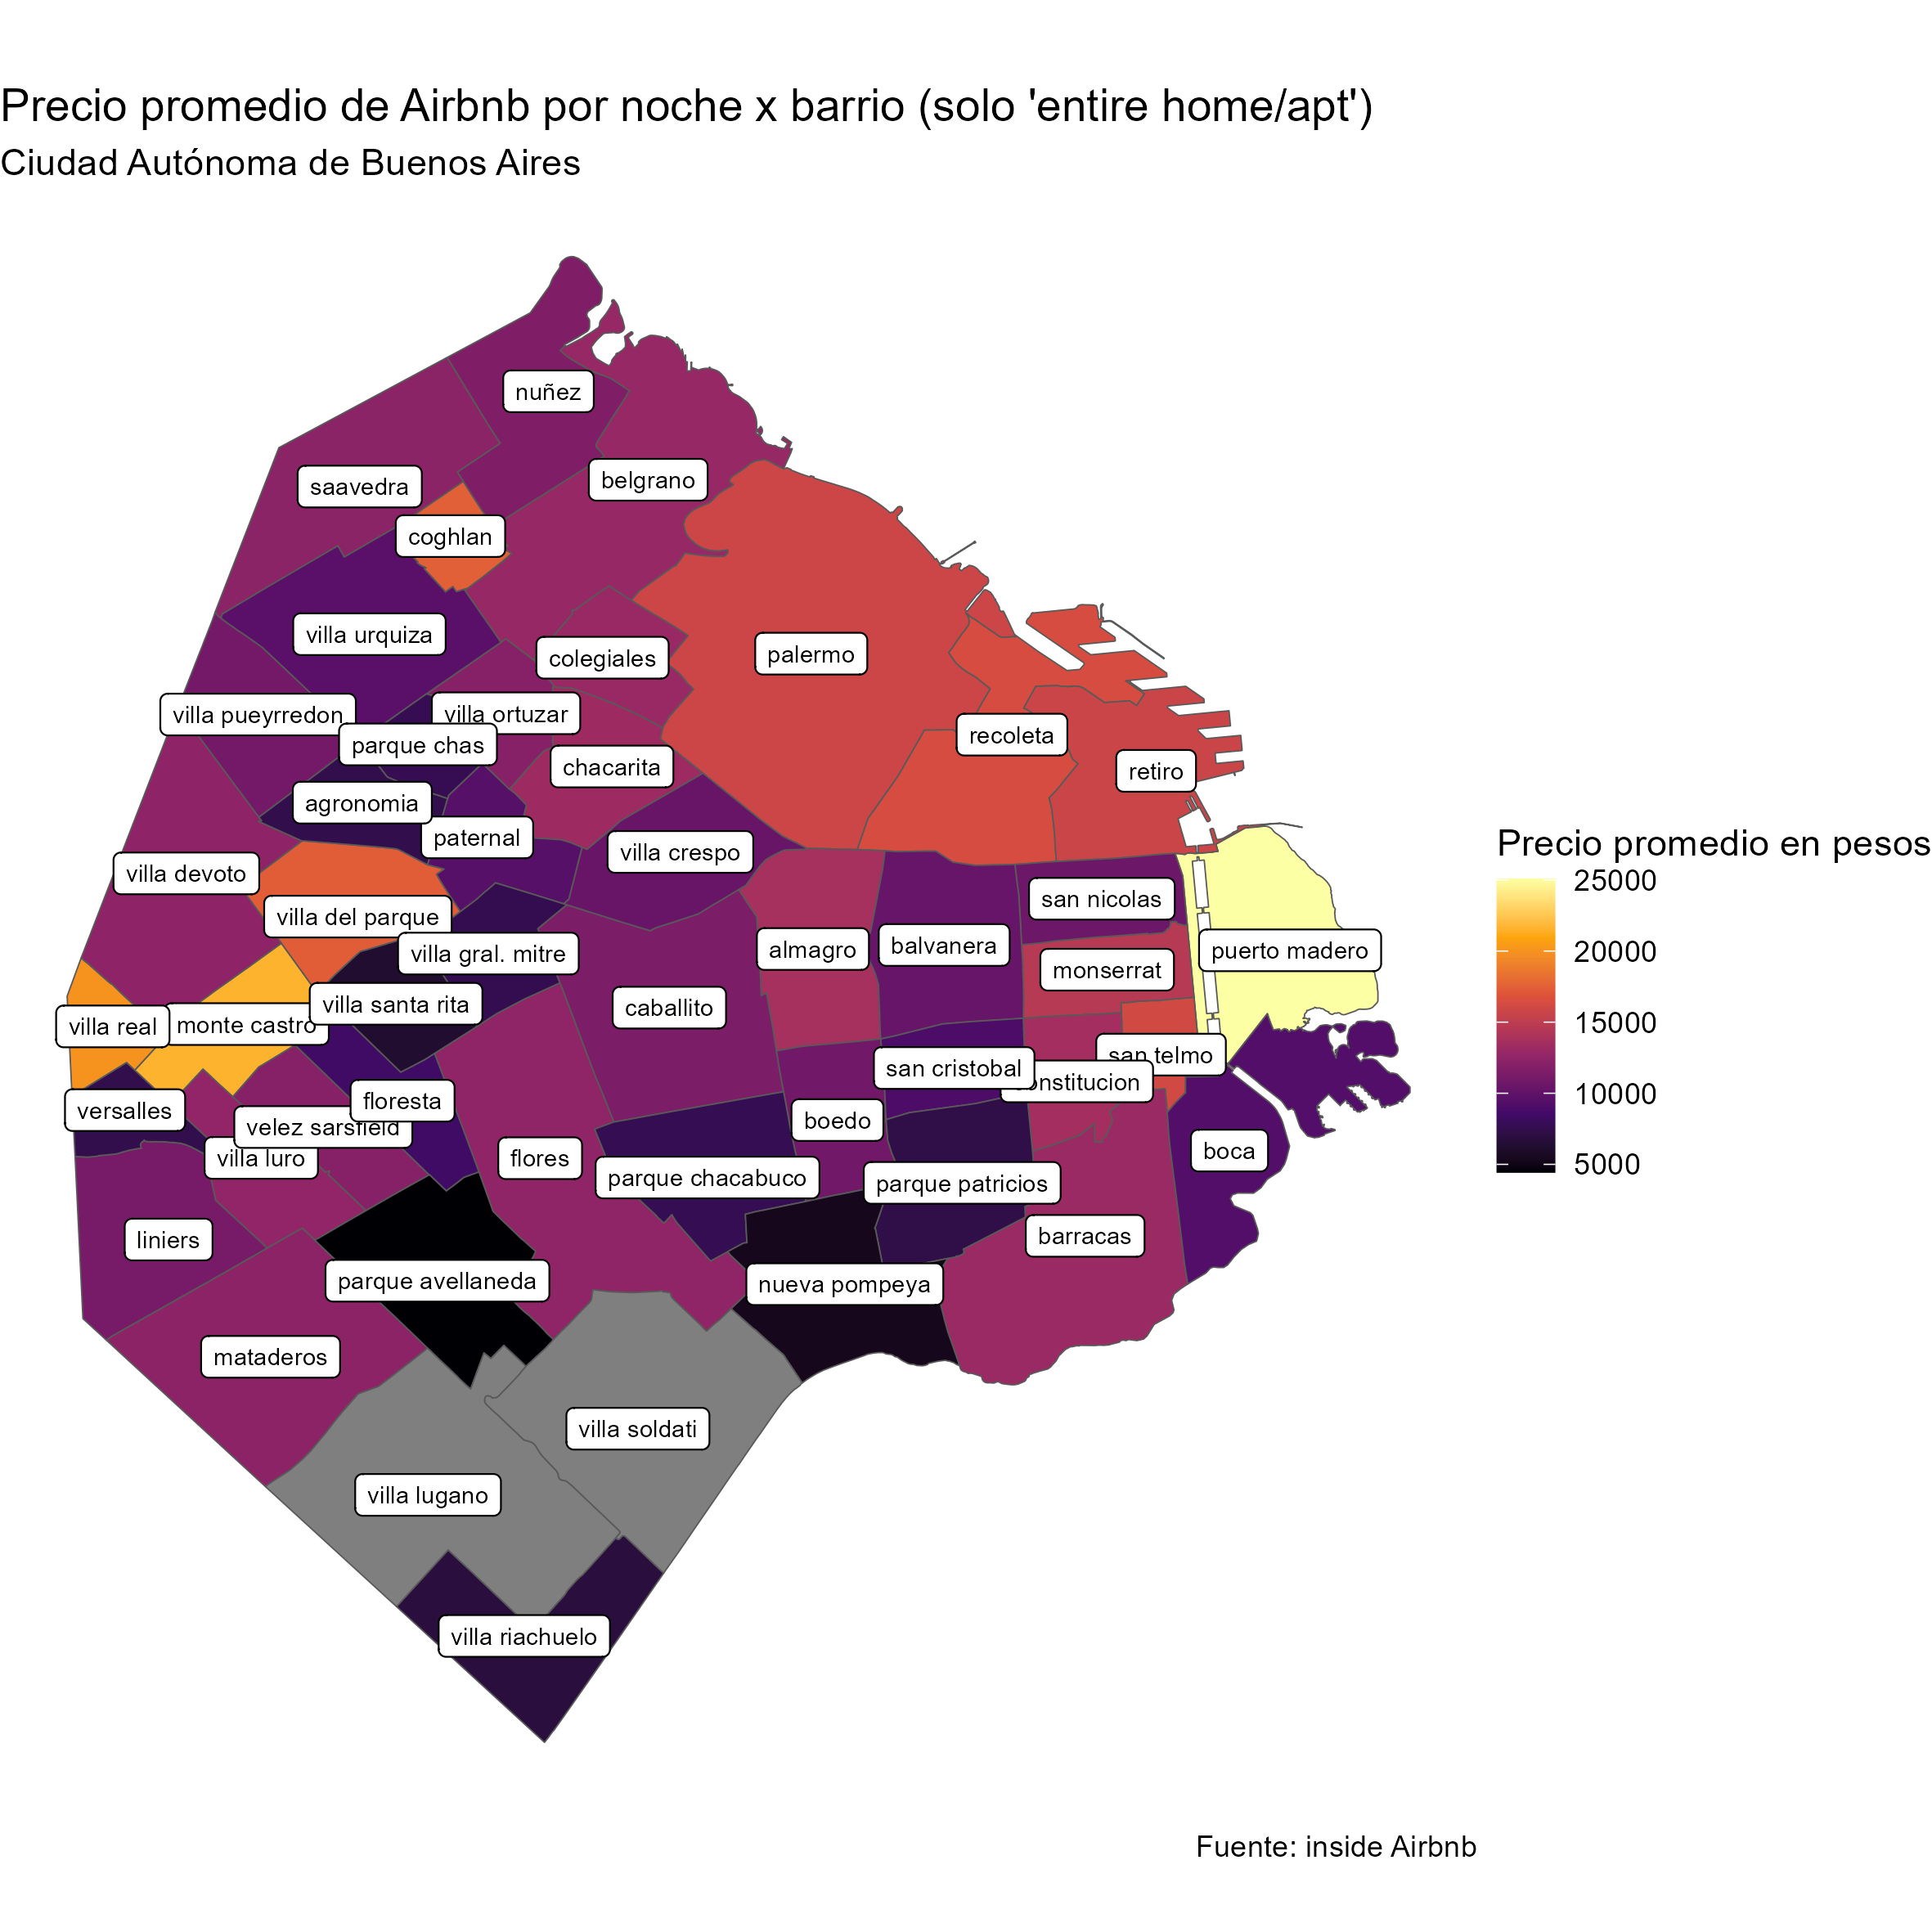 Precio promedio de Airbnb por noche x barrio (solo 'entire home/apt')
Ciudad Autónoma de Buenos Aires
nuñez
belgrano
saavedra
coghlan
villa urquiza
colegiales
palermo
villa pueyrredon
villa ortuzar
parque chas
recoleta
chacarita
retiro
agronomia
paternal
villa crespo
villa devoto
san nicolas
villa del parque
almagro
balvanera
puerto madero
villa gral. mitre
monserrat
villa santa rita
caballito
villa real
monte castro
san telmo
san cristobal
onstitucion
versalles
floresta
velez sarsfield
boedo
villa luro
flores
boca
parque chacabuco
parque patricios
liniers
barracas
parque avellaneda
nueva pompeya
mataderos
villa soldati
villa lugano
villa riachuelo
Precio promedio en pesos
25000
20000
15000
10000
5000
Fuente: inside Airbnb